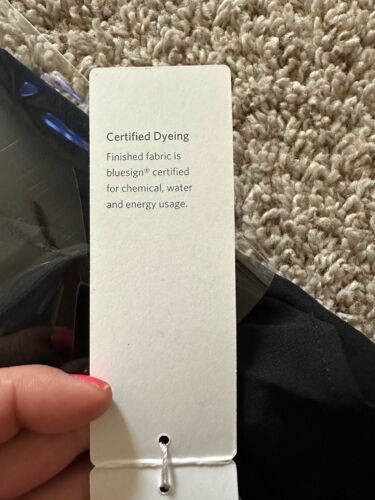 Certified Dyeing
Finished fabric is
bluesign® certified
for chemical, water
and energy usage.